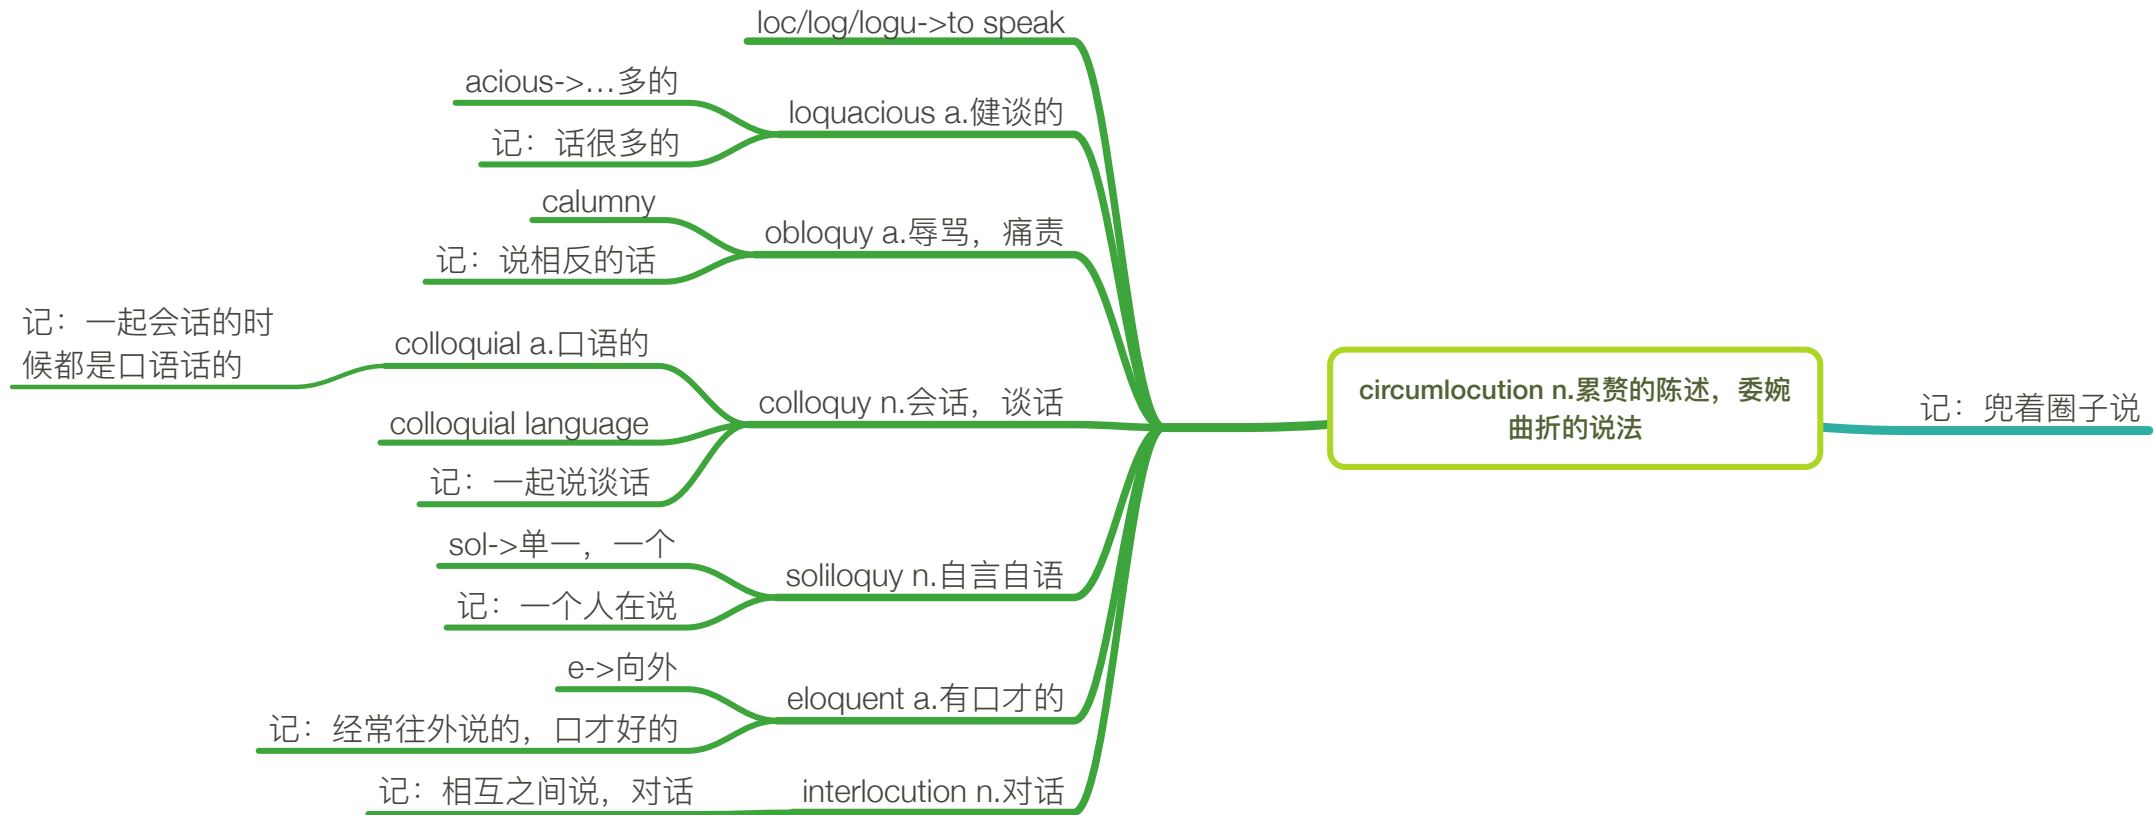 loc/log/logu->to speak
acious->...多的
loquacious a.健谈的
记：话很多的
calumny
obloquy a.辱骂，痛责
记：说相反的话
记：一起会话的时
候都是口语话的
colloquial a.口语的
colloquy n.会话，谈话
colloquial language
记：一起说谈话
sol->单一，一个
soliloquy n.自言自语
记：一个人在说
e->向外
eloquent a.有口才的
记：经常往外说的，口才好的
记：相互之间说，对话
interlocution n.对话
circumlocution n.累赘的陈述，委婉
曲折的说法
记：兜着圈子说